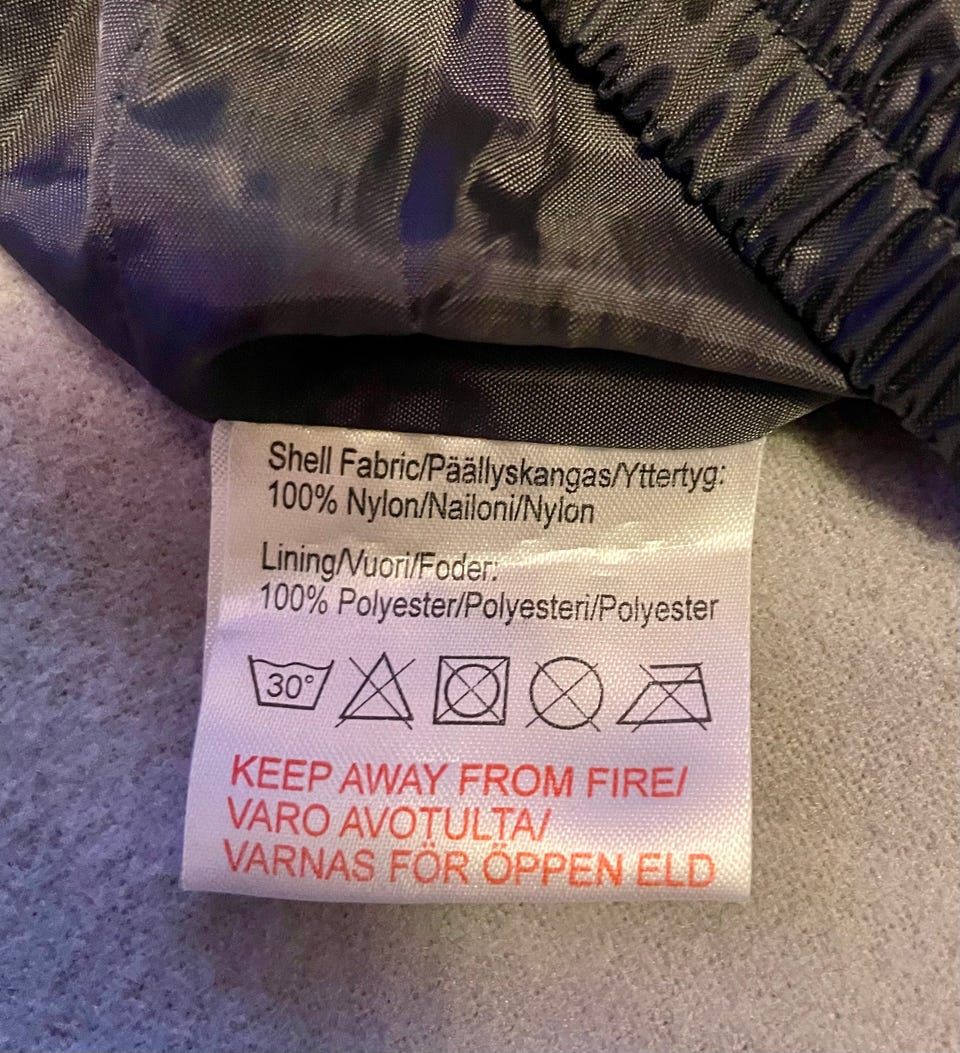 Shell Fabric/Päällyskangas/Yttertyg:
100% Nylon/Nailoni/Nylon
Lining/Vuori/Foder:
100% Polyester/Polyesteri/Polyester
30°
KEEP AWAY FROM FIRE/
VARO AVOTULTA/
VARNAS FÖR ÖPPEN ELD